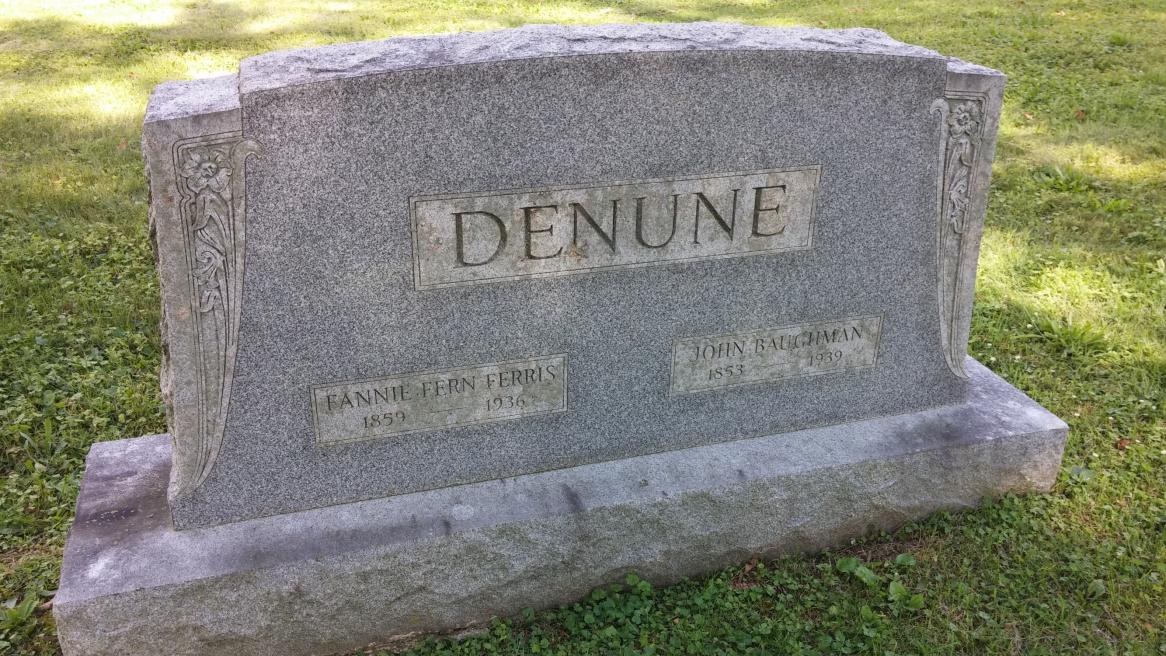 DENUNE
FANNIE FERN FERRIS
1859 — 1936
JOHN BAUGHMAN
1853 — 1939